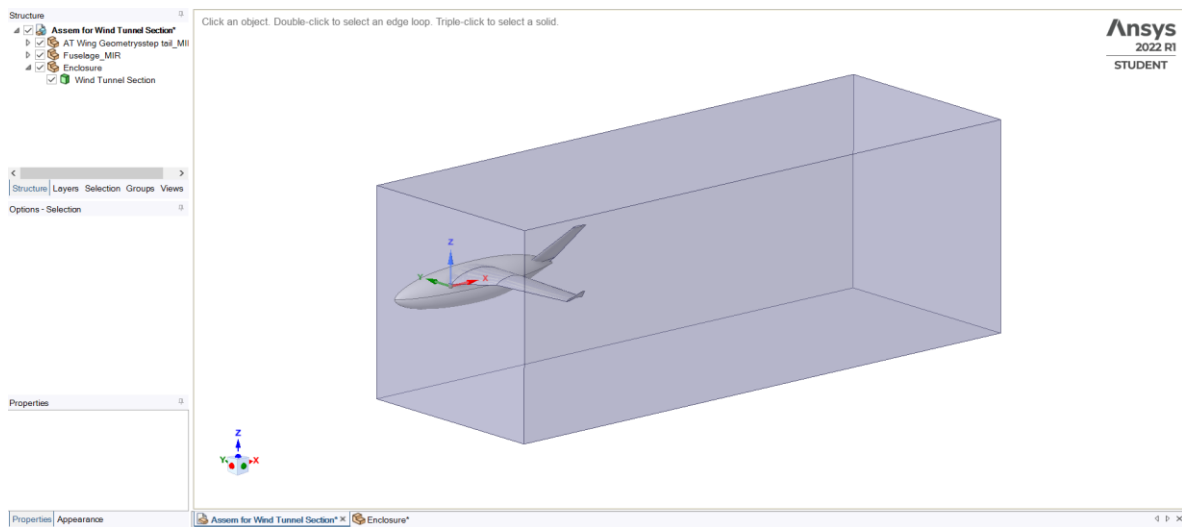 Structure
Assem for Wind Tunnel Section*
AT Wing Geometrysstep tail_MII
Fuselage_MIR
Enclosure
Wind Tunnel Section
Structure Layers Selection Groups Views
Options - Selection
Properties
Properties Appearance
Click an object. Double-click to select an edge loop. Triple-click to select a solid.
Ansys
2022 R1
STUDENT
Z
Y
X
Z
Y
X
Assem for Wind Tunnel Section* Enclosure*